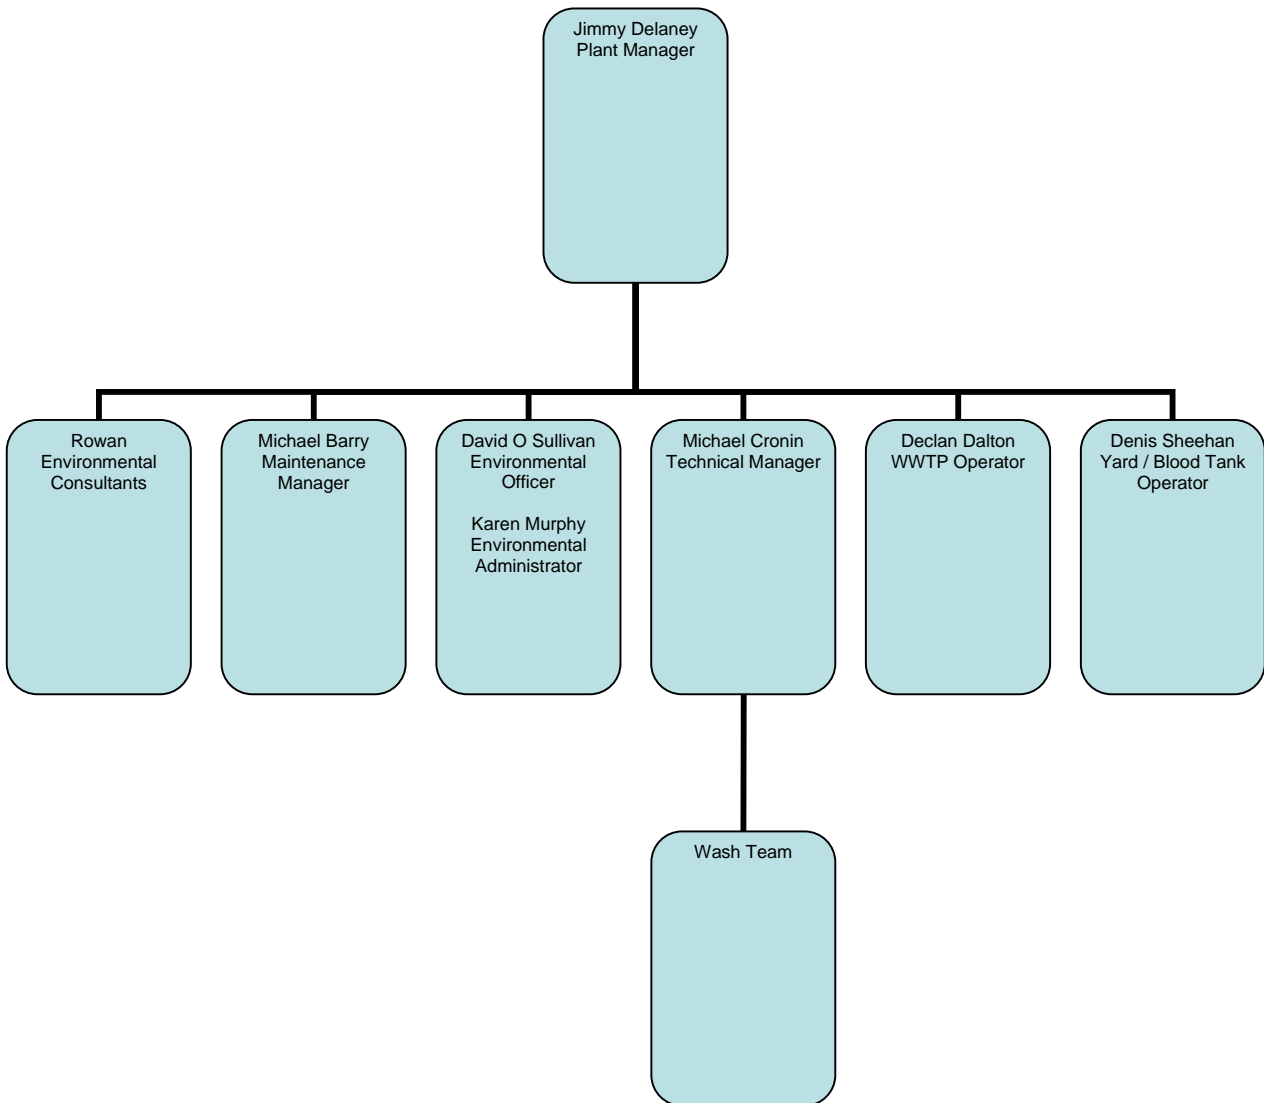 Jimmy Delaney
Plant Manager
Rowan
Environmental
Consultants
Michael Barry
Maintenance
Manager
David O Sullivan
Environmental
Officer
Karen Murphy
Environmental
Administrator
Michael Cronin
Technical Manager
Declan Dalton
WWTP Operator
Denis Sheehan
Yard / Blood Tank
Operator
Wash Team